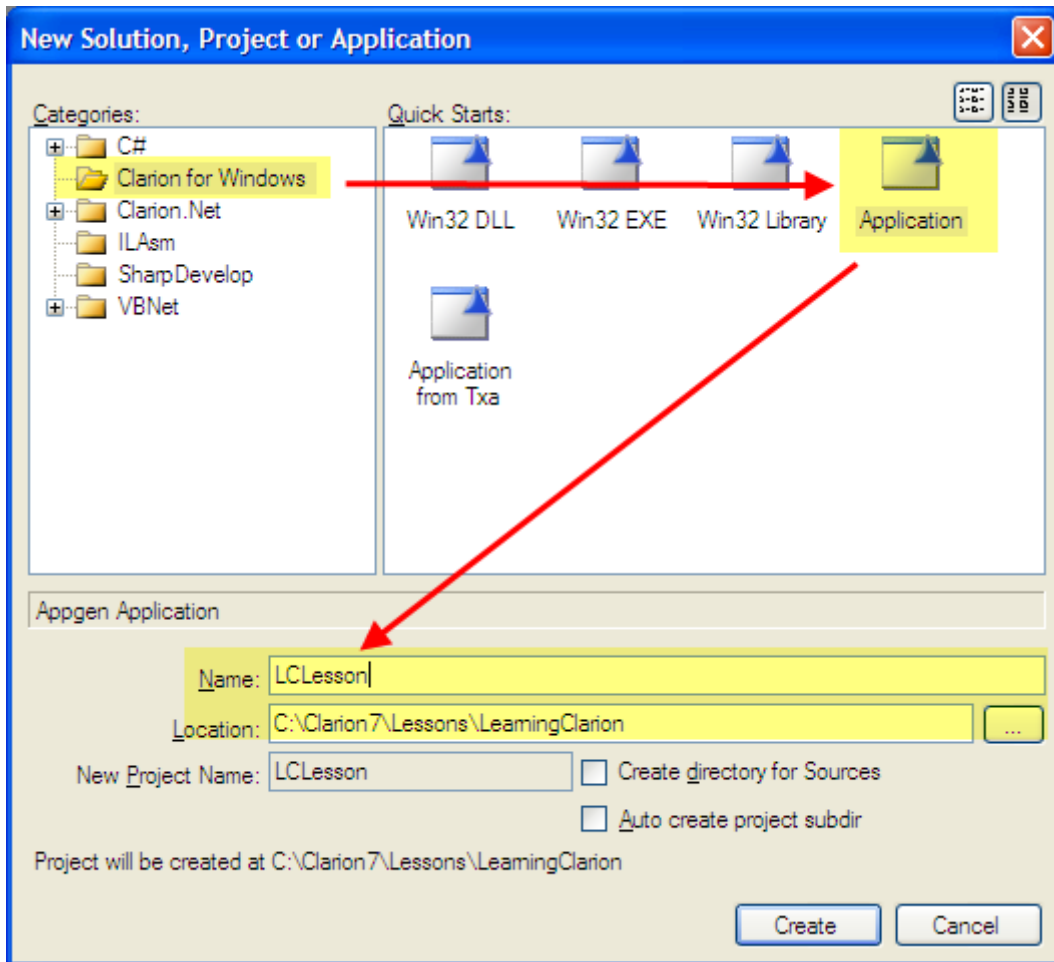 New Solution, Project or Application
Categories:
C#
Clarion for Windows
Clarion.Net
ILAsm
SharpDevelop
VBNet
Quick Starts:
Win32 DLL
Win32 EXE
Win32 Library
Application
Application
from Txa
Appgen Application
Name: LCLesson
Location: C:\Clarion7\Lessons\LearningClarion ...
New Project Name: LCLesson Create directory for Sources
Auto create project subdir
Project will be created at C:\Clarion7\Lessons\LearningClarion
Create Cancel